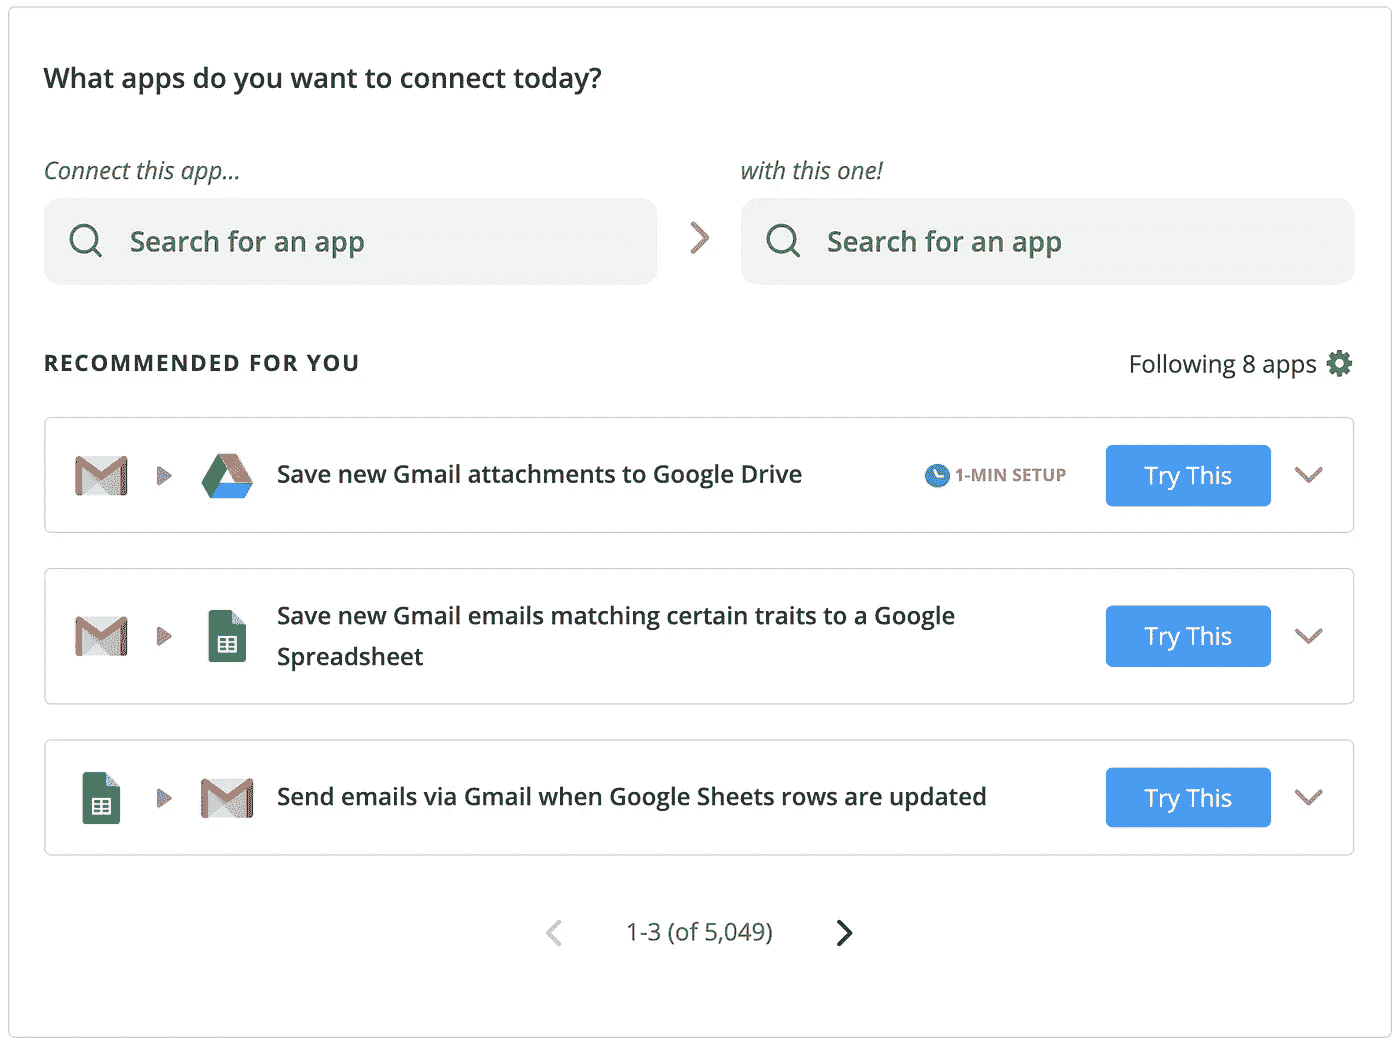 What apps do you want to connect today?
Connect this app...
with this one!
Search for an app
Search for an app
RECOMMENDED FOR YOU
Following 8 apps
Save new Gmail attachments to Google Drive
1-MIN SETUP
Try This
Save new Gmail emails matching certain traits to a Google
Spreadsheet
Try This
Send emails via Gmail when Google Sheets rows are updated
Try This
1-3 (of 5,049)